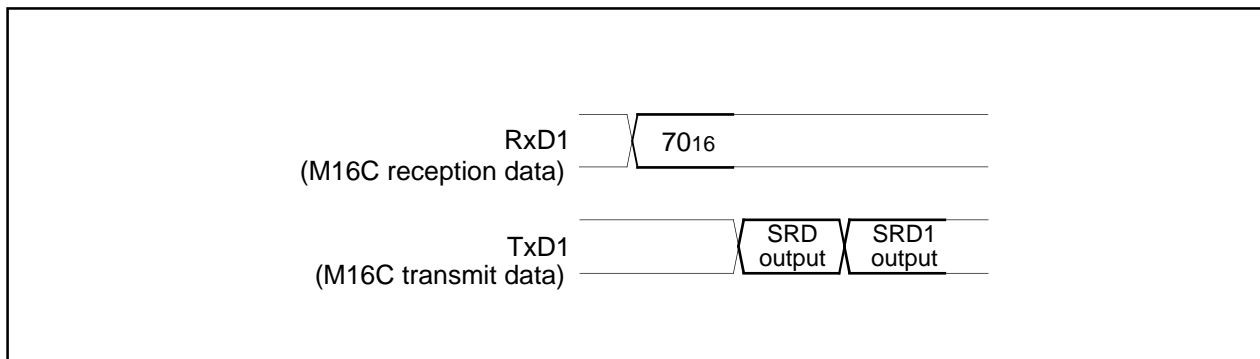 RxD1
(M16C reception data)
7016
TxD1
(M16C transmit data)
SRD
output
SRD1
output